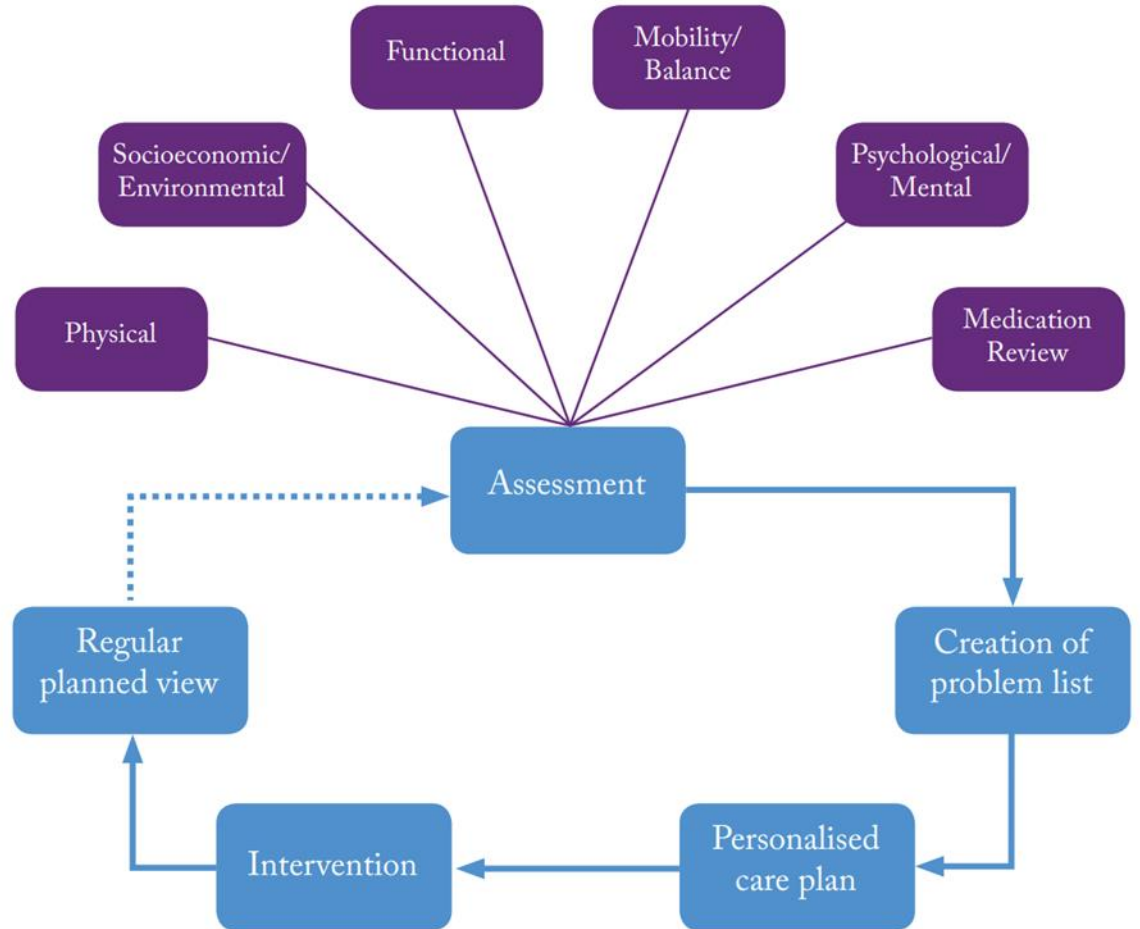 Functional
Mobility/
Balance
Socioeconomic/
Environmental
Psychological/
Mental
Physical
Medication
Review
Assessment
Regular
planned view
Creation of
problem list
Intervention
Personalised
care plan